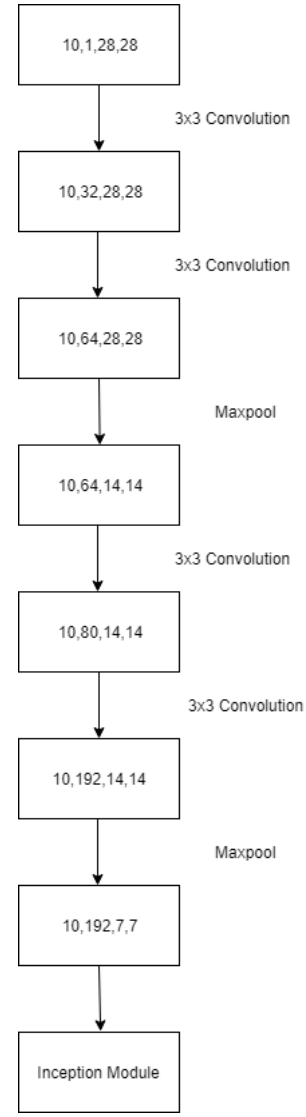 10,1,28,28
3x3 Convolution
10,32,28,28
3x3 Convolution
10,64,28,28
Maxpool
10,64,14,14
3x3 Convolution
10,80,14,14
3x3 Convolution
10,192,14,14
Maxpool
10,192,7,7
Inception Module